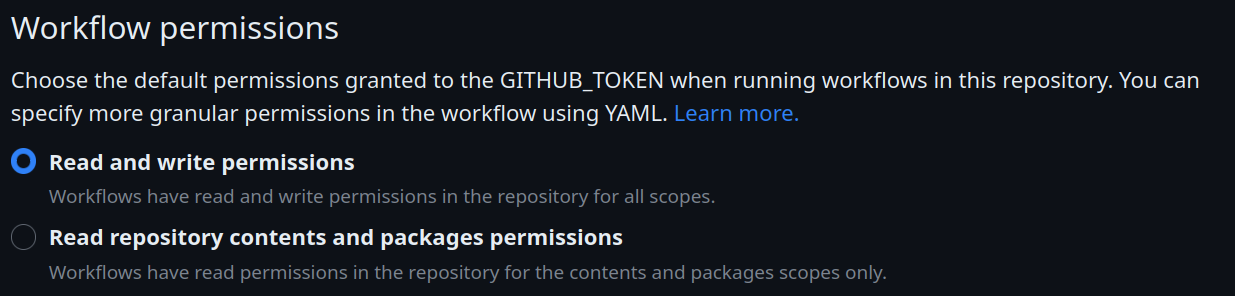 Workflow permissions
Choose the default permissions granted to the GITHUB_TOKEN when running workflows in this repository. You can
specify more granular permissions in the workflow using YAML. Learn more.
Read and write permissions
Workflows have read and write permissions in the repository for all scopes.
Read repository contents and packages permissions
Workflows have read permissions in the repository for the contents and packages scopes only.